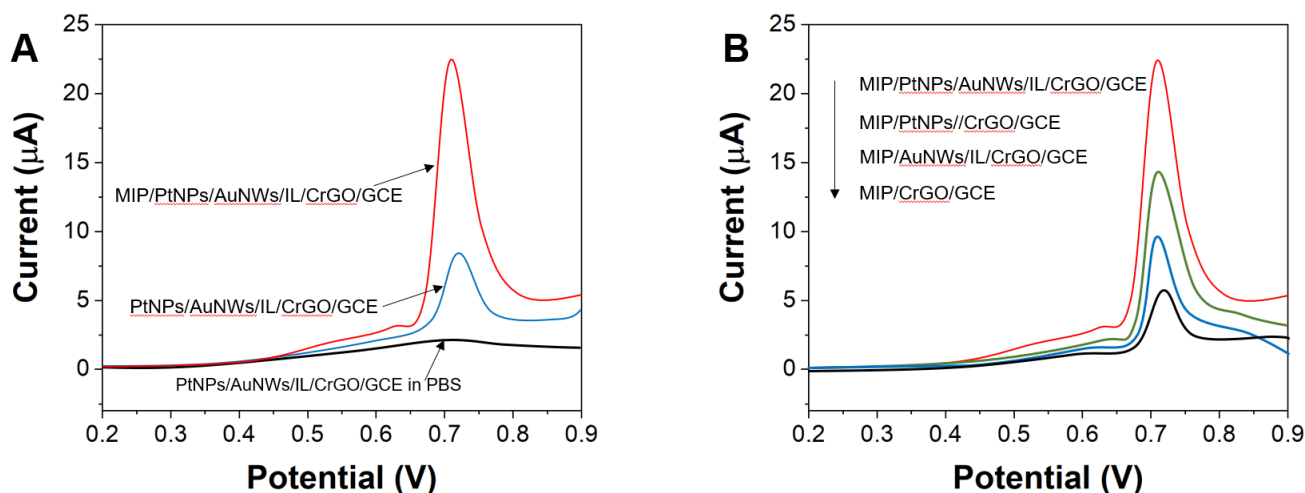 A
25
20
15
10
5
0
Current (μA)
MIP/PtNPs/AuNWs/IL/CrGO/GCE
PtNPs/AuNWs/IL/CrGO/GCE
PtNPs/AuNWs/IL/CrGO/GCE in PBS
0.2 0.3 0.4 0.5 0.6 0.7 0.8 0.9
Potential (V)
B
25
20
15
10
5
0
Current (μA)
MIP/PtNPs/AuNWs/IL/CrGO/GCE
MIP/PtNPs//CrGO/GCE
MIP/AuNWs/IL/CrGO/GCE
MIP/CrGO/GCE
0.2 0.3 0.4 0.5 0.6 0.7 0.8 0.9
Potential (V)